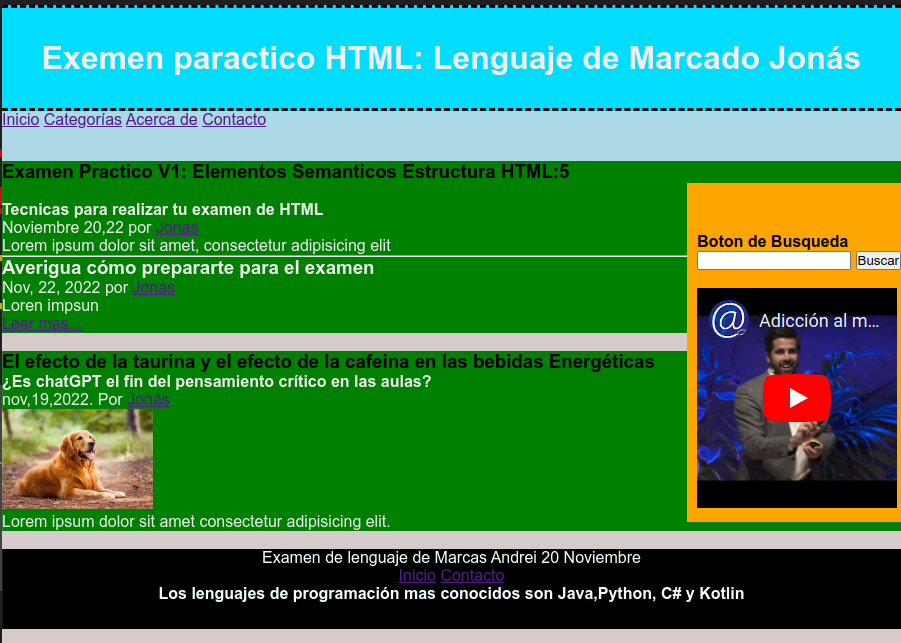 Exemen paractico HTML: Lenguaje de Marcado Jonás
Inicio Categorías Acerca de Contacto
Examen Practico V1: Elementos Semanticos Estructura HTML:5
Tecnicas para realizar tu examen de HTML
Noviembre 20,22 por Jonas
Lorem ipsum dolor sit amet, consectetur adipisicing elit
Averigua cómo prepararte para el examen
Nov, 22, 2022 por Jonas
Loren impsun
Leer mas...
El efecto de la taurina y el efecto de la cafeina en las bebidas Energéticas
¿Es chatGPT el fin del pensamiento crítico en las aulas?
nov,19,2022. Por Jonás
Lorem ipsum dolor sit amet consectetur adipisicing elit.
Boton de Busqueda
Buscar
@ Adicción al m...
Examen de lenguaje de Marcas Andrei 20 Noviembre
Inicio Contacto
Los lenguajes de programación mas conocidos son Java,Python, C# y Kotlin